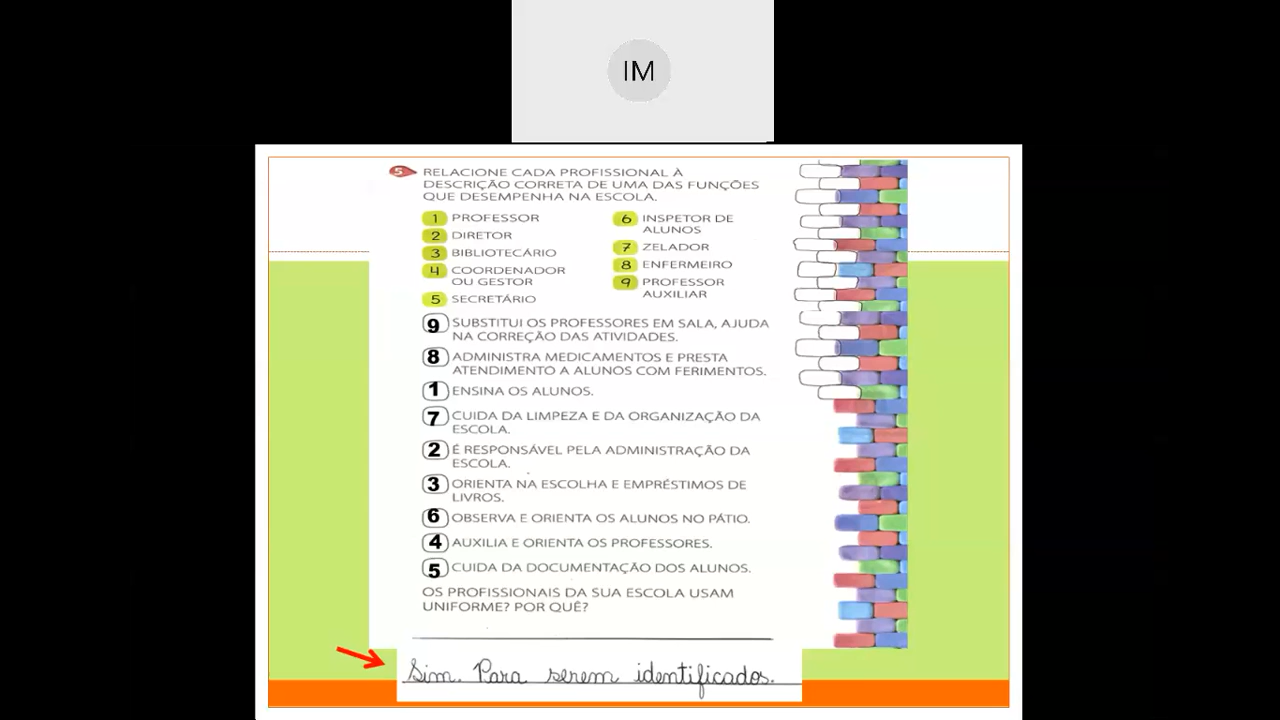 IM
5 RELACIONE CADA PROFISSIONAL À
DESCRIÇÃO CORRETA DE UMA DAS FUNÇÕES
QUE DESEMPENHA NA ESCOLA.
1 PROFESSOR
2 DIRETOR
3 BIBLIOTECÁRIO
4 COORDENADOR
OU GESTOR
5 SECRETÁRIO
6 INSPETOR DE
ALUNOS
7 ZELADOR
8 ENFERMEIRO
9 PROFESSOR
AUXILIAR
9 SUBSTITUI OS PROFESSORES EM SALA, AJUDA
NA CORREÇÃO DAS ATIVIDADES.
8 ADMINISTRA MEDICAMENTOS E PRESTA
ATENDIMENTO A ALUNOS COM FERIMENTOS.
1 ENSINA OS ALUNOS.
7 CUIDA DA LIMPEZA E DA ORGANIZAÇÃO DA
ESCOLA.
2 É RESPONSÁVEL PELA ADMINISTRAÇÃO DA
ESCOLA.
3 ORIENTA NA ESCOLHA E EMPRÉSTIMOS DE
LIVROS.
6 OBSERVA E ORIENTA OS ALUNOS NO PÁTIO.
4 AUXILIA E ORIENTA OS PROFESSORES.
5 CUIDA DA DOCUMENTAÇÃO DOS ALUNOS.
OS PROFISSIONAIS DA SUA ESCOLA USAM
UNIFORME? POR QUÊ?
Sim. Para serem identificados.